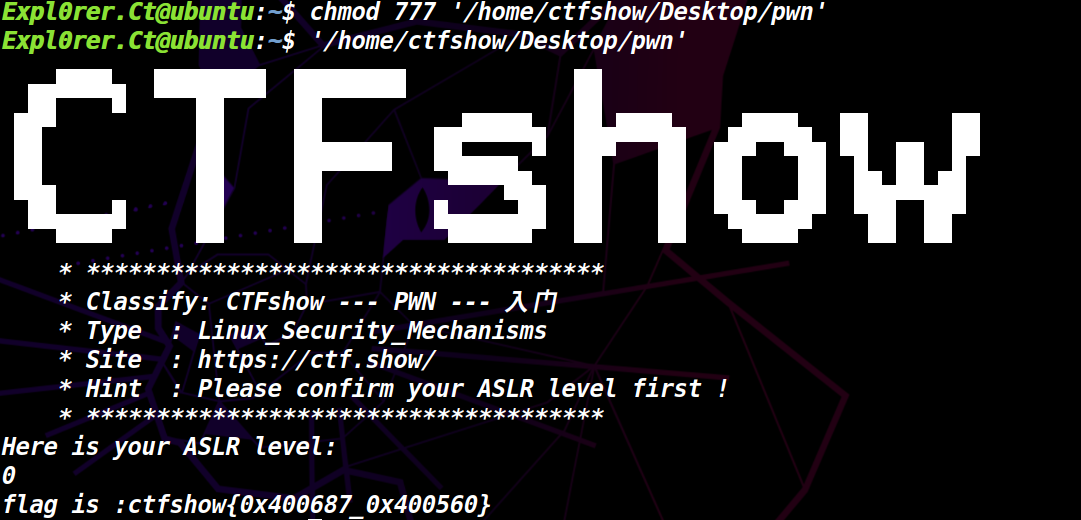 Expl0rer.Ct@ubuntu:~$ chmod 777 '/home/ctfshow/Desktop/pwn'
Expl0rer.Ct@ubuntu:~$ '/home/ctfshow/Desktop/pwn'
CTFshow
* *************************************
* Classify: CTFshow --- PWN --- 入门
* Type  : Linux_Security_Mechanisms
* Site  : https://ctf.show/
* Hint  : Please confirm your ASLR level first !
* *************************************
Here is your ASLR level:
0
flag is :ctfshow{0x400687_0x400560}